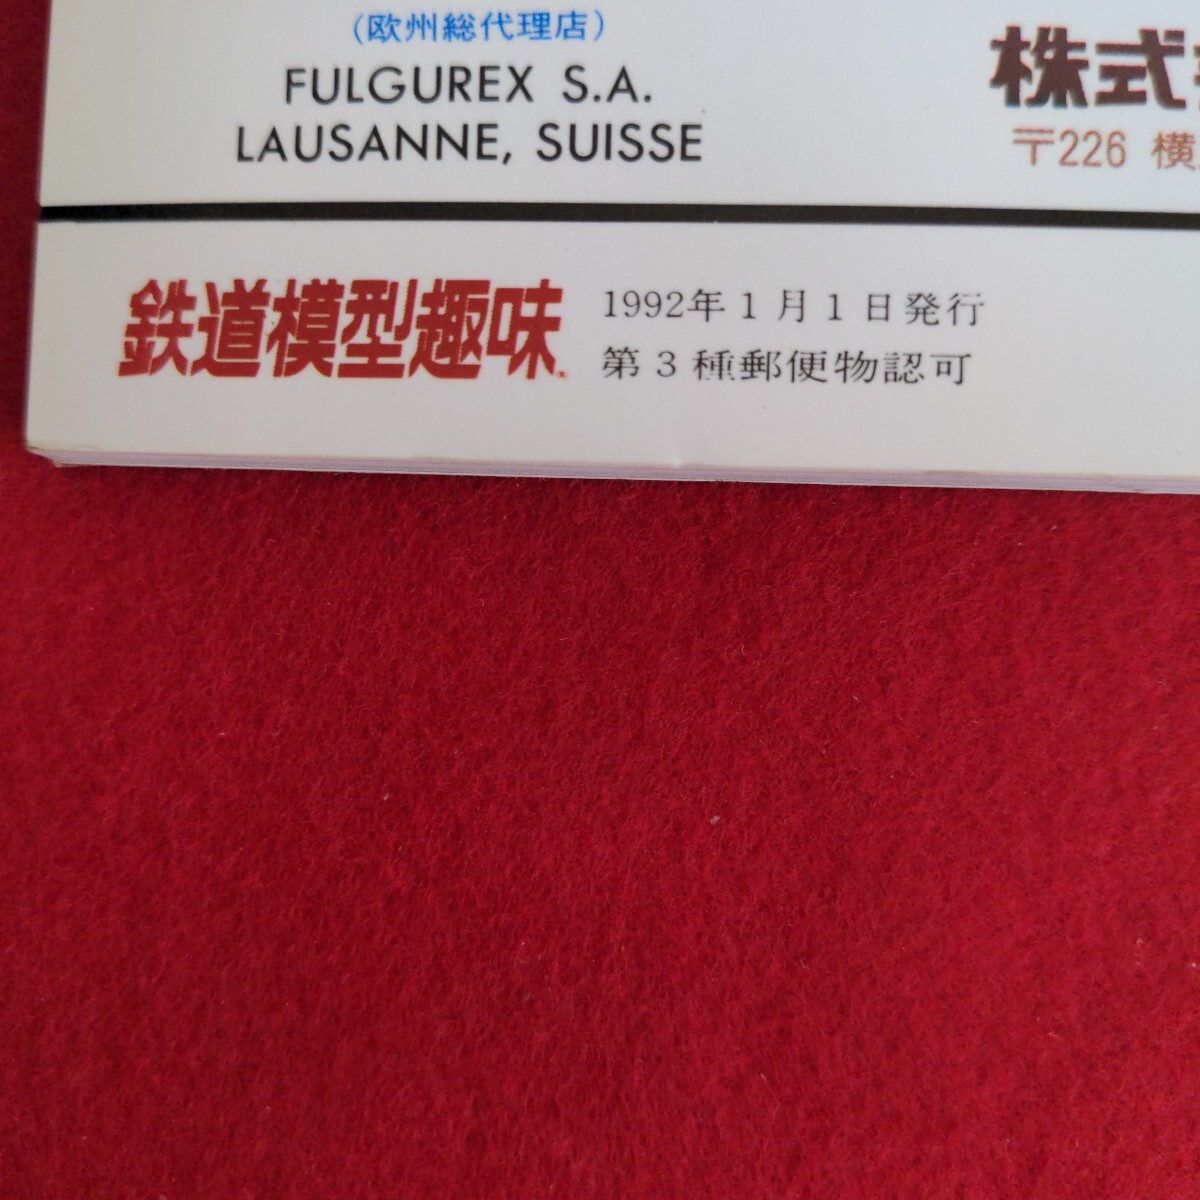 (欧州総代理店)
FULGUREX S.A.
LAUSANNE, SUISSE
株式
〒226 横
鉄道模型趣味
1992年1月1日発行
第3種郵便物認可